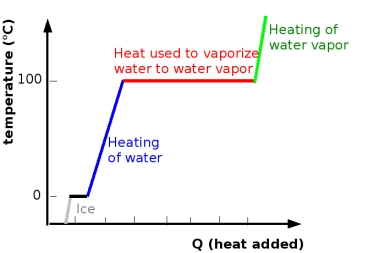 temperature (°C)
Heating of
water vapor
Heat used to vaporize
water to water vapor
100
Heating
of water
0
Ice
Q (heat added)